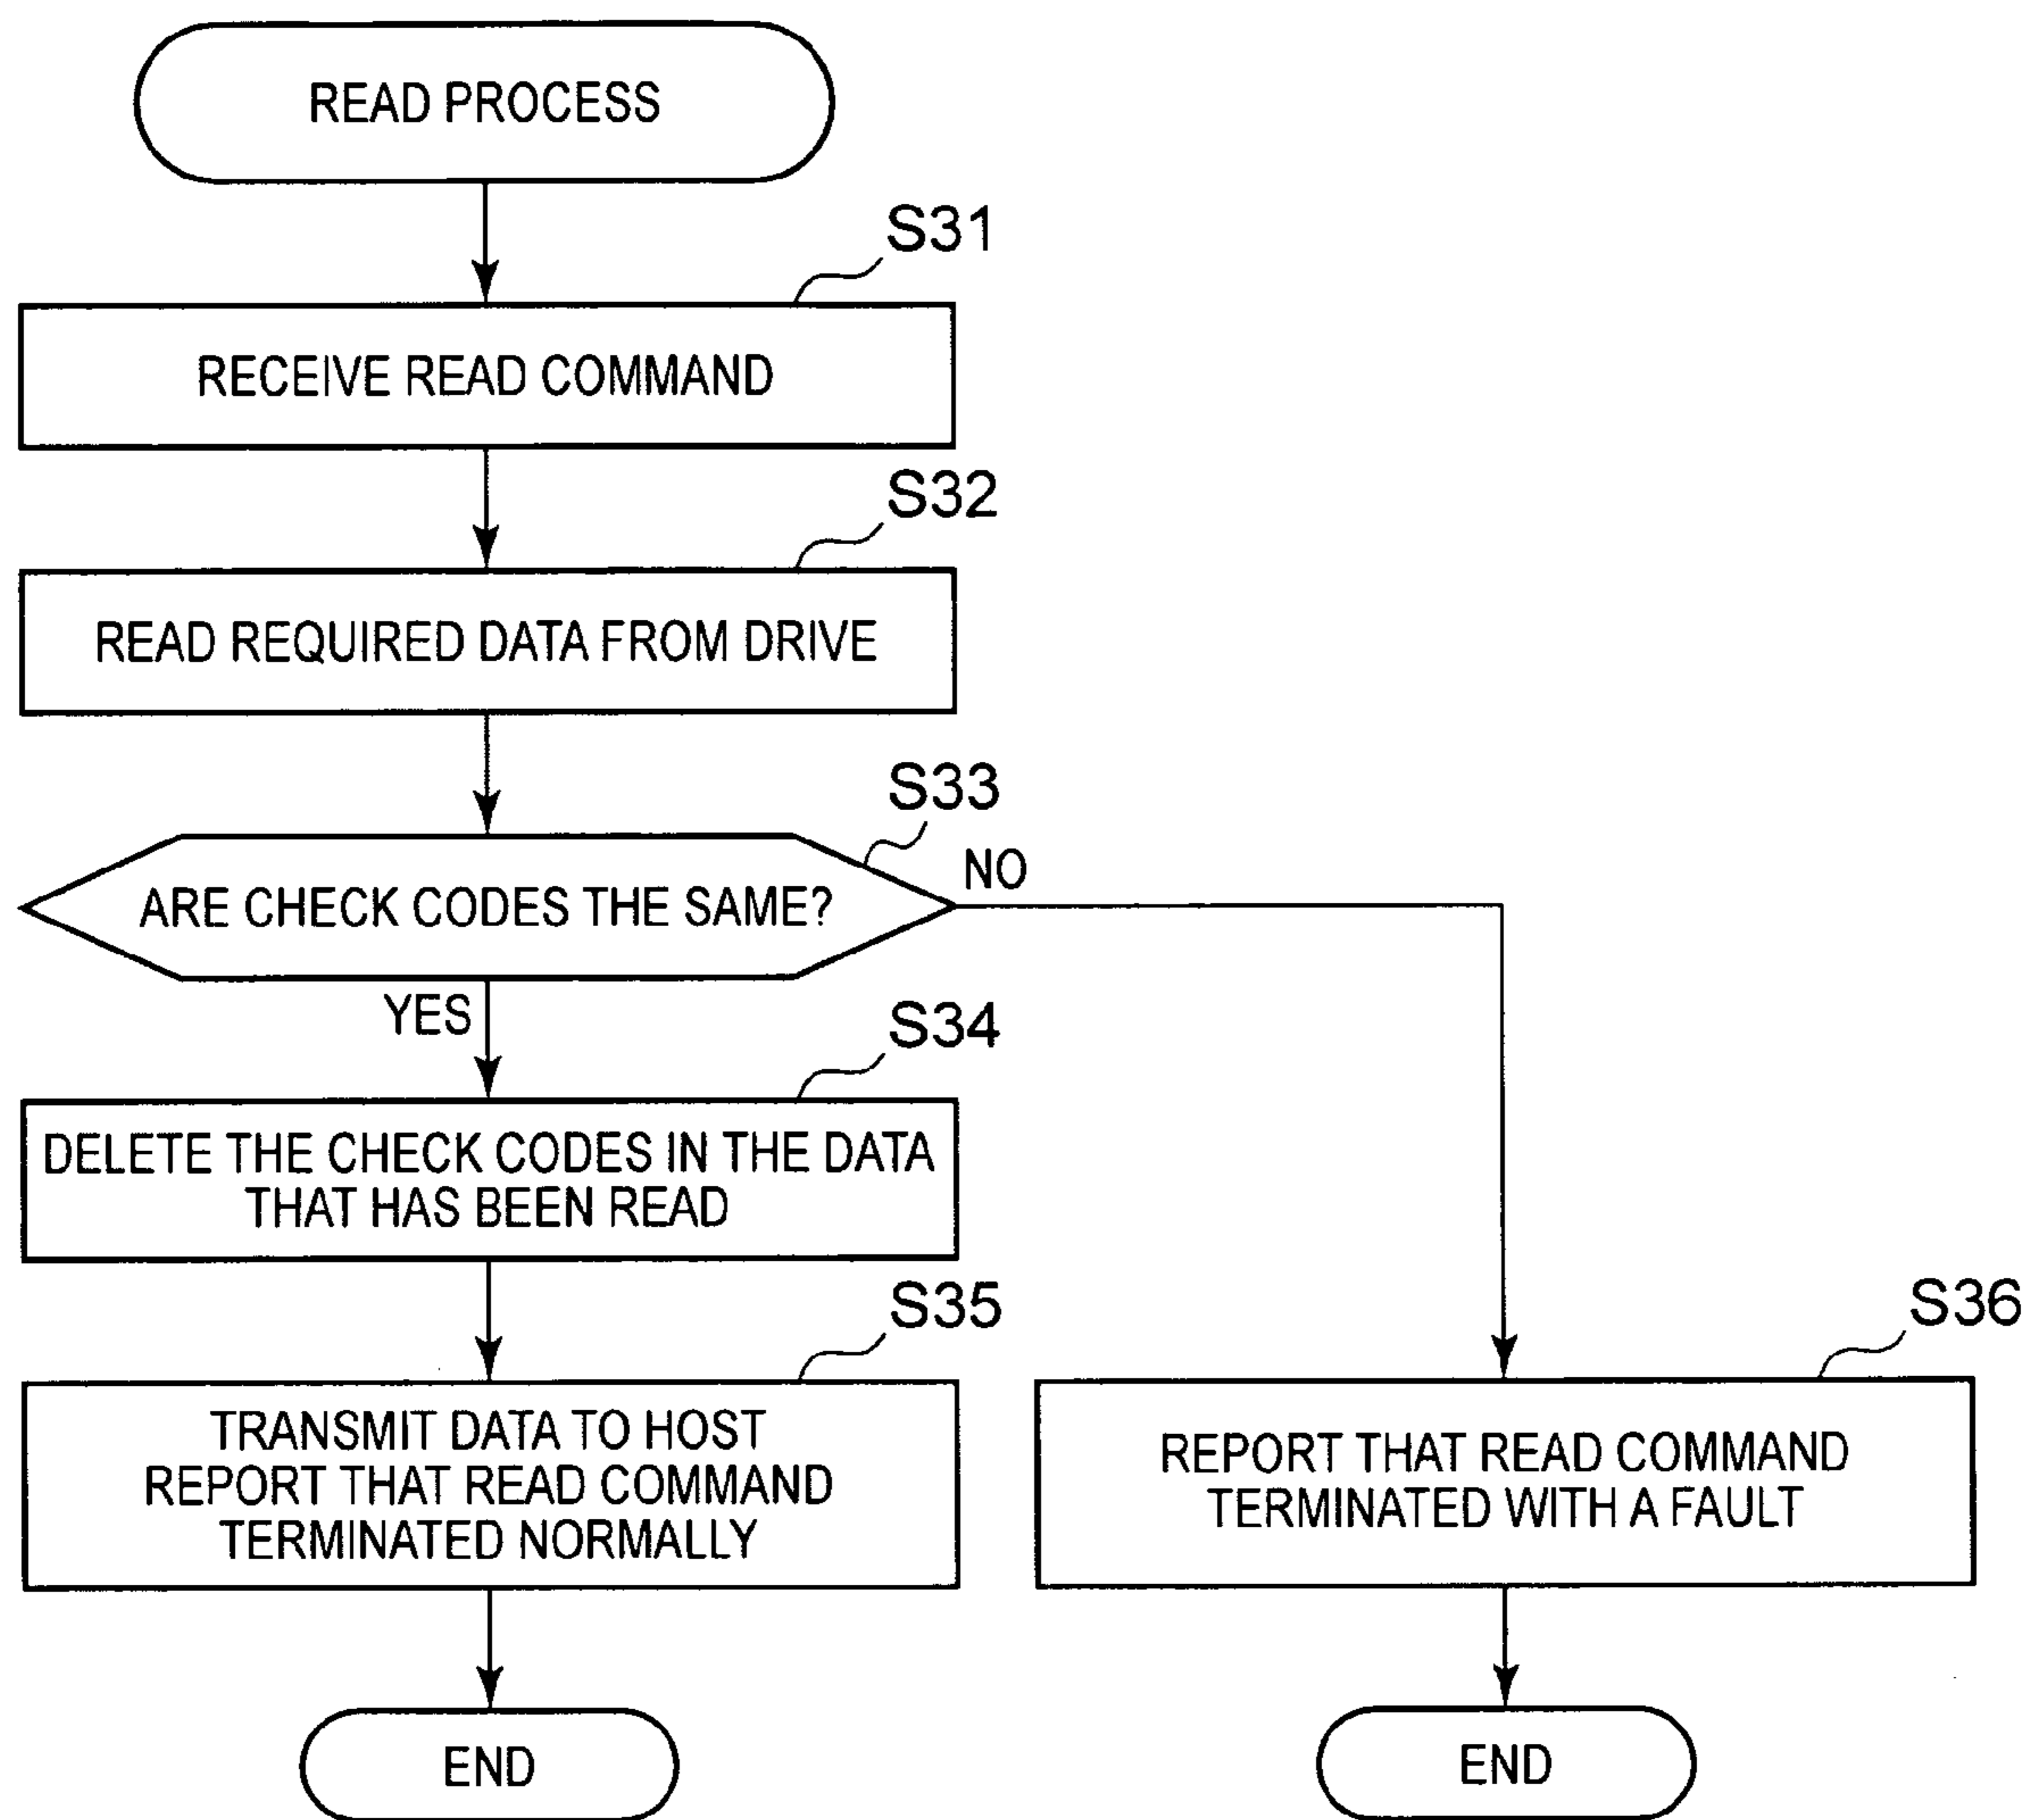 READ PROCESS
S31
RECEIVE READ COMMAND
S32
READ REQUIRED DATA FROM DRIVE
S33
ARE CHECK CODES THE SAME?
NO
YES
S34
DELETE THE CHECK CODES IN THE DATA
THAT HAS BEEN READ
S35
TRANSMIT DATA TO HOST
REPORT THAT READ COMMAND
TERMINATED NORMALLY
S36
REPORT THAT READ COMMAND
TERMINATED WITH A FAULT
END
END